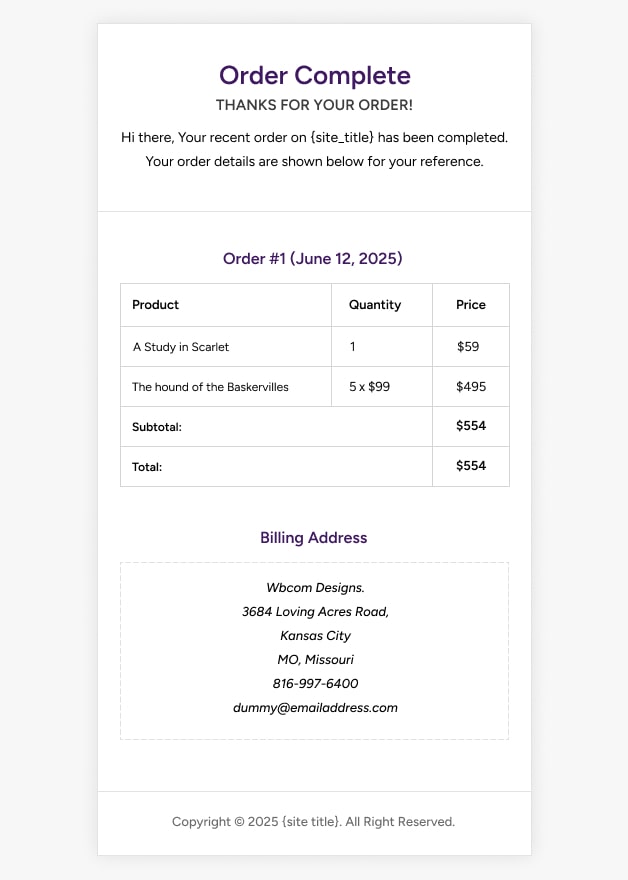 Order Complete
THANKS FOR YOUR ORDER!
Hi there, Your recent order on {site_title} has been completed.
Your order details are shown below for your reference.
Order #1 (June 12, 2025)
Product Quantity Price
A Study in Scarlet 1 $59
The hound of the Baskervilles 5 x $99 $495
Subtotal: $554
Total: $554
Billing Address
Wbcom Designs.
3684 Loving Acres Road,
Kansas City
MO, Missouri
816-997-6400
dummy@emailaddress.com
Copyright © 2025 {site title}. All Right Reserved.